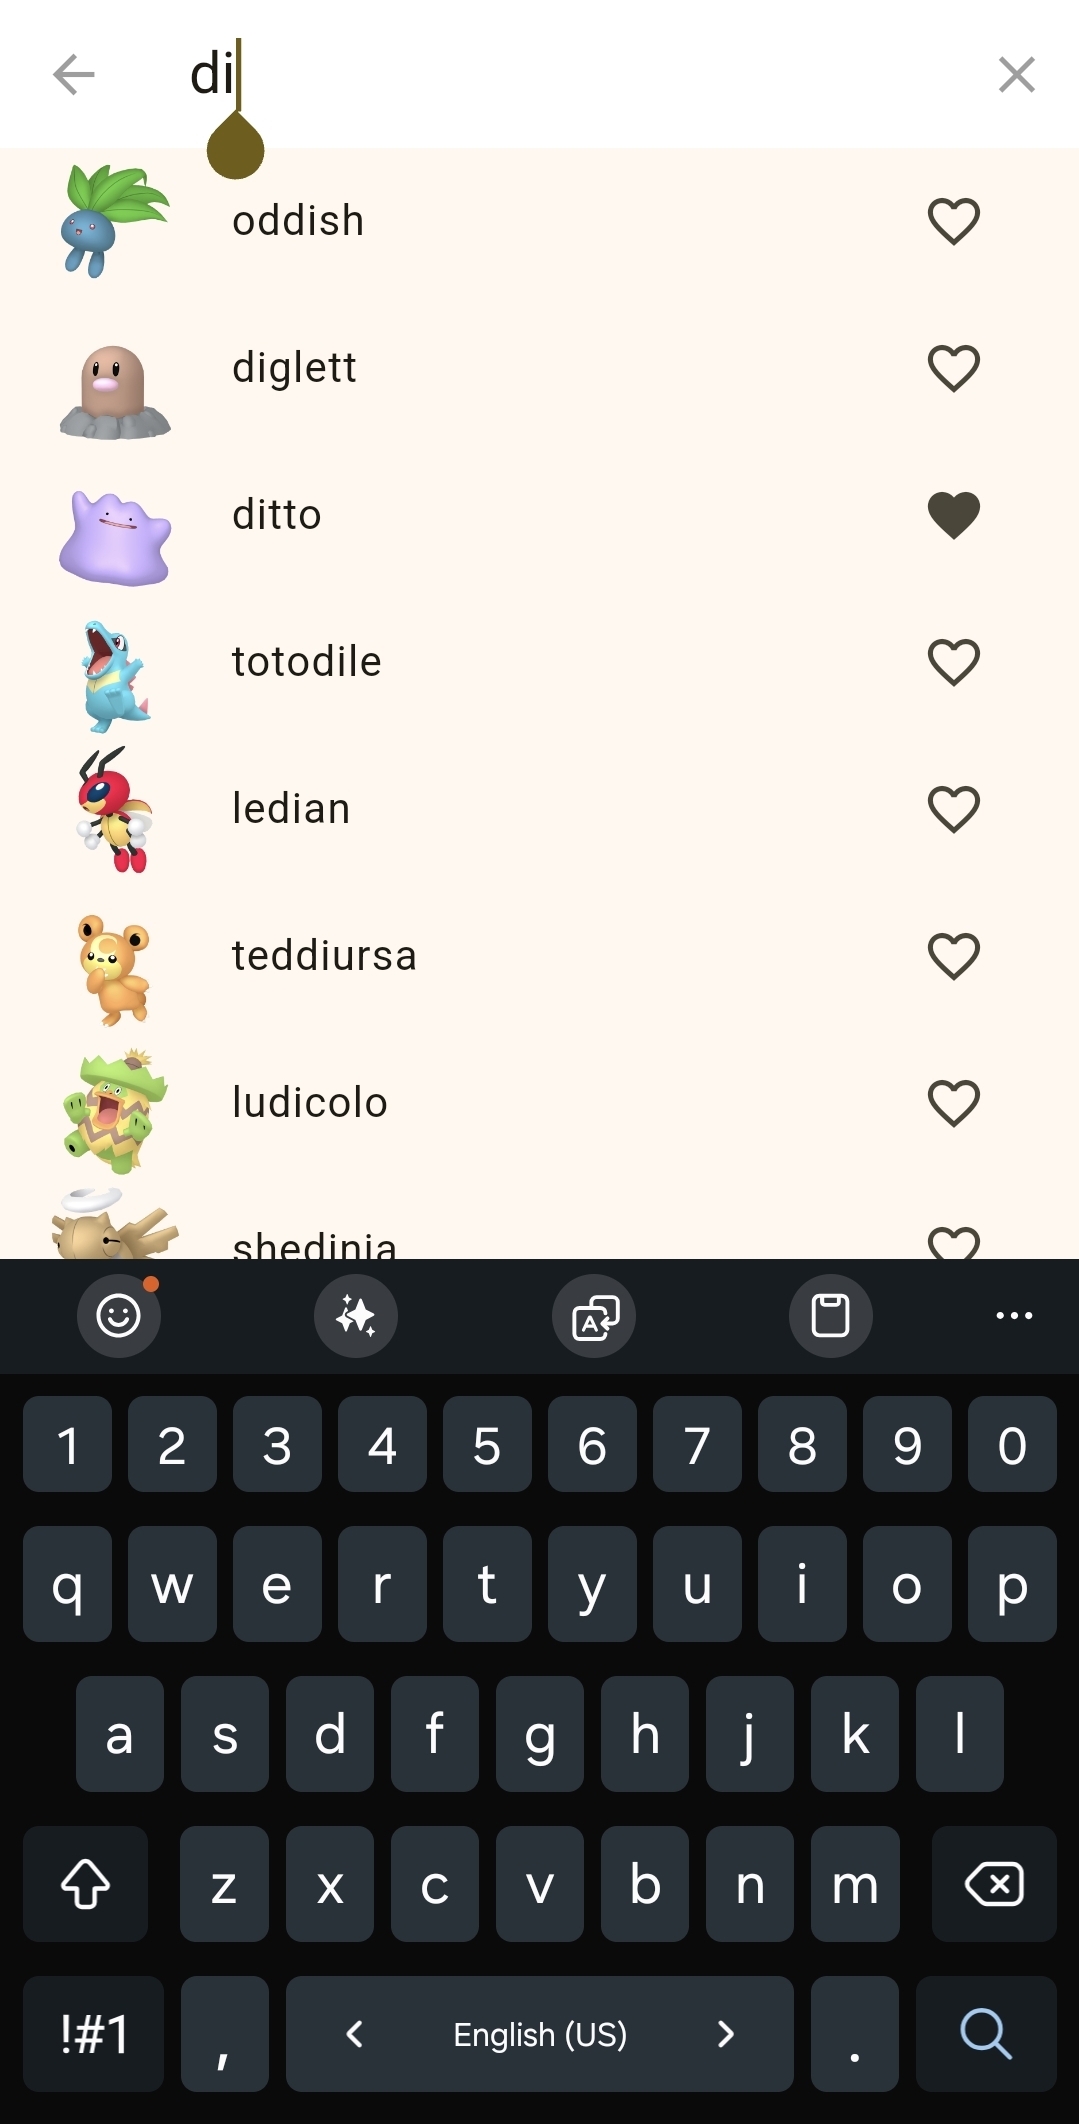 di
oddish
diglett
ditto
totodile
ledian
teddiursa
ludicolo
shedinja
1 2 3 4 5 6 7 8 9 0
q w e r t y u i o p
a s d f g h j k l
z x c v b n m
!#1 , English (US) .